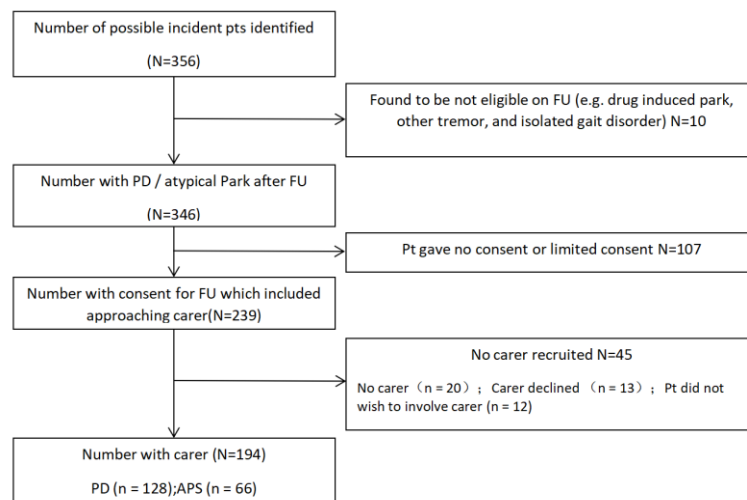 Number of possible incident pts identified
(N=356)
Found to be not eligible on FU (e.g. drug induced park,
other tremor, and isolated gait disorder) N=10
Number with PD / atypical Park after FU
(N=346)
Pt gave no consent or limited consent N=107
Number with consent for FU which included
approaching carer(N=239)
No carer recruited N=45
No carer（n = 20）；Carer declined （n = 13）；Pt did not
wish to involve carer (n = 12)
Number with carer (N=194)
PD (n = 128);APS (n = 66)